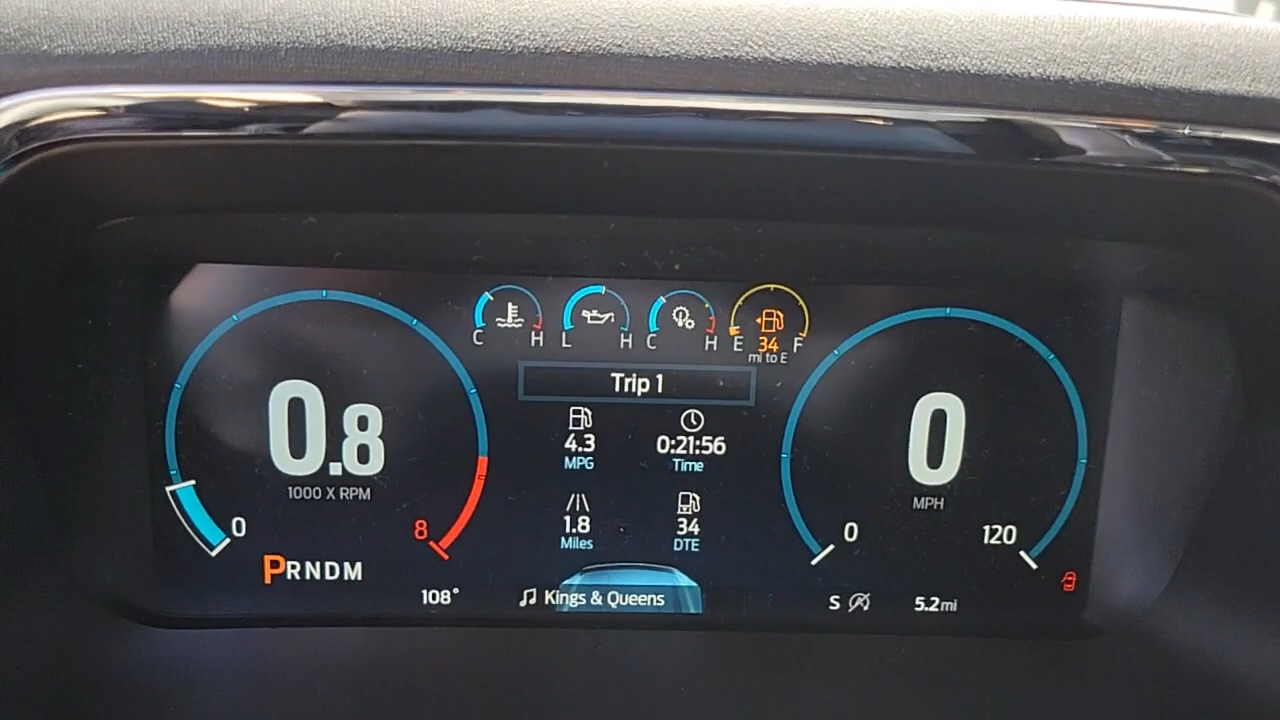 C H L H C H E 34 F
mi to E
Trip 1
4.3 0:21:56
MPG Time
1.8 34
Miles DTE
0.8
1000 X RPM
0 8
PRNDM
108°
Kings & Queens
0
MPH
0 120
S A 5.2mi